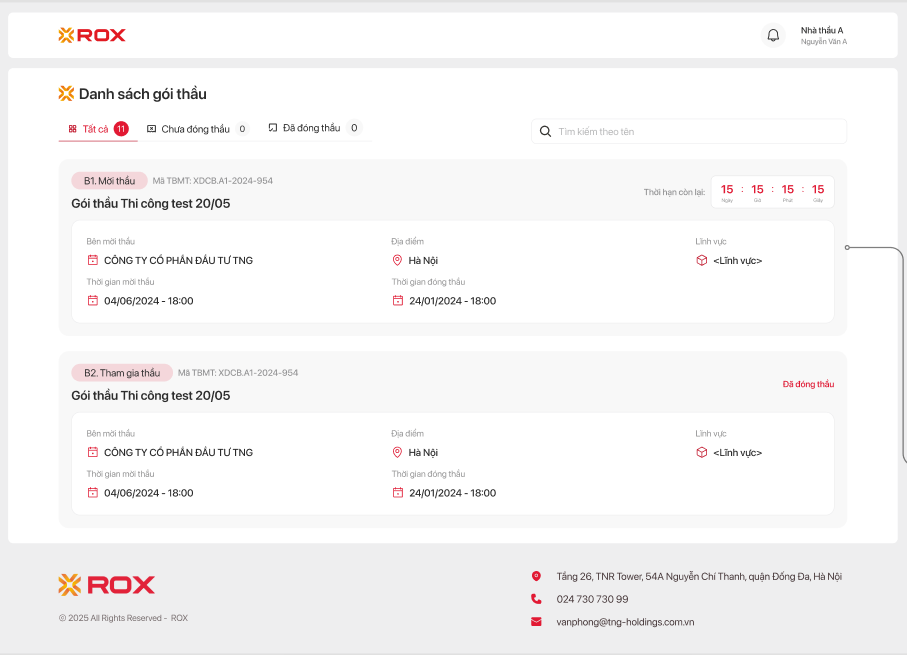 ROX
Nhà thầu A
Nguyễn Văn A
Danh sách gói thầu
Tất cả 11 Chưa đóng thầu 0 Đã đóng thầu 0
Tìm kiếm theo tên
B1. Mời thầu Mã TBMT: XDCB.A1-2024-954
Gói thầu Thi công test 20/05
Thời hạn còn lại: 15 : 15 : 15 : 15
Ngày Giờ Phút Giây
Bên mời thầu Địa điểm Lĩnh vực
CÔNG TY CỔ PHẦN ĐẦU TƯ TNG Hà Nội <Lĩnh vực>
Thời gian mời thầu Thời gian đóng thầu
04/06/2024 - 18:00 24/01/2024 - 18:00
B2. Tham gia thầu Mã TBMT: XDCB.A1-2024-954
Gói thầu Thi công test 20/05
Đã đóng thầu
Bên mời thầu Địa điểm Lĩnh vực
CÔNG TY CỔ PHẦN ĐẦU TƯ TNG Hà Nội <Lĩnh vực>
Thời gian mời thầu Thời gian đóng thầu
04/06/2024 - 18:00 24/01/2024 - 18:00
ROX
© 2025 All Rights Reserved - ROX
Tầng 26, TNR Tower, 54A Nguyễn Chí Thanh, quận Đống Đa, Hà Nội
024 730 730 99
vanphong@tng-holdings.com.vn